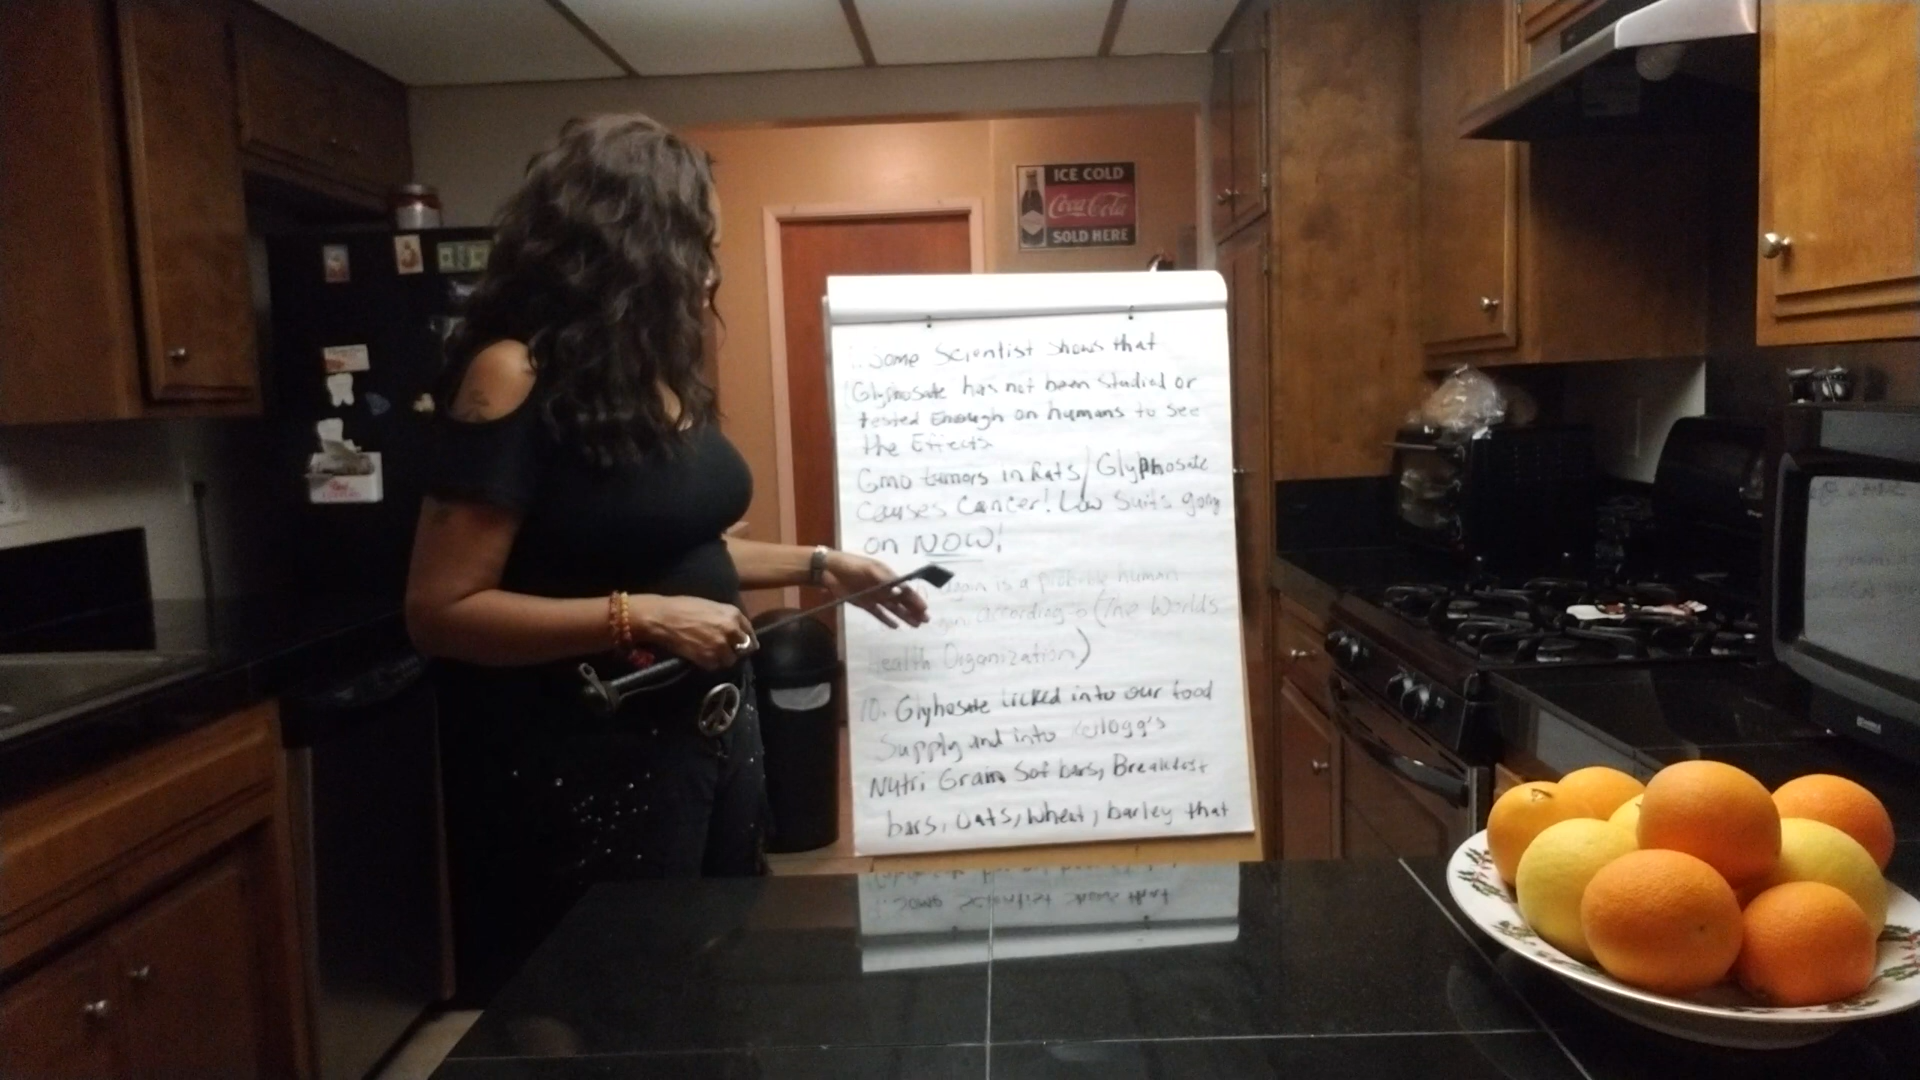 ICE COLD
Coca-Cola
SOLD HERE
Some Scientist Shows that
Glyphosate has not been studied or
tested Enough on humans to see
the Effects
Gmo tumors in Rats/Glyphosate
causes Cancer! Law Suits going
on NOW!
again is a probable human
according to (The Worlds
Health Organization)
10. Glyhosate licked into our food
Supply and into Kellogg's
Nutri Grain Sof bars, Breakfast
bars, Oats, Wheat, barley that